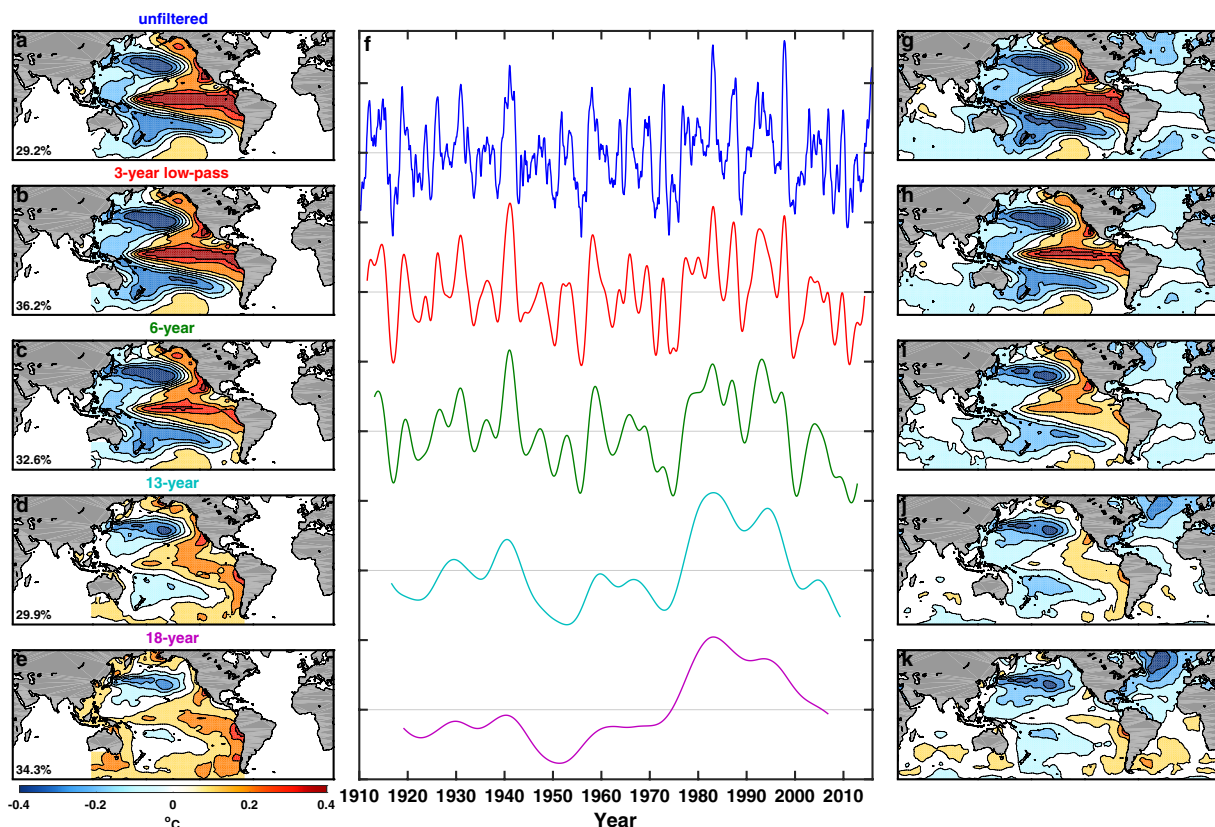 unfiltered
a
29.2%
3-year low-pass
b
36.2%
6-year
c
32.6%
13-year
d
29.9%
18-year
e
34.3%
-0.4 -0.2 0 0.2 0.4
°C
f
1910 1920 1930 1940 1950 1960 1970 1980 1990 2000 2010
Year
g
h
i
j
k